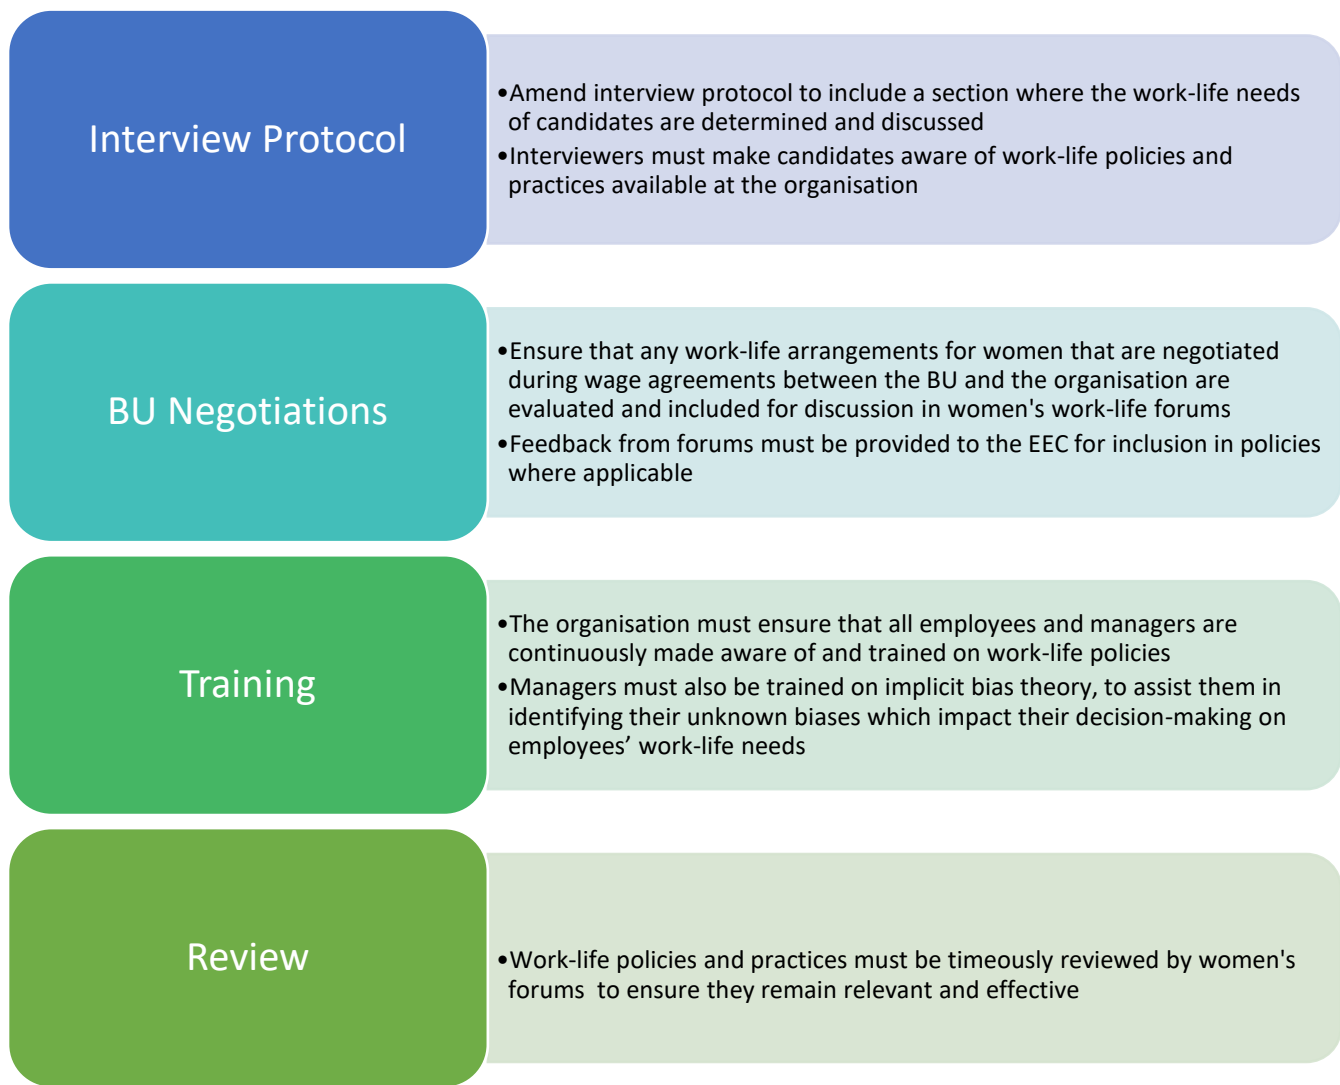 Interview Protocol
•Amend interview protocol to include a section where the work-life needs
of candidates are determined and discussed
•Interviewers must make candidates aware of work-life policies and
practices available at the organisation
BU Negotiations
•Ensure that any work-life arrangements for women that are negotiated
during wage agreements between the BU and the organisation are
evaluated and included for discussion in women's work-life forums
•Feedback from forums must be provided to the EEC for inclusion in policies
where applicable
Training
•The organisation must ensure that all employees and managers are
continuously made aware of and trained on work-life policies
•Managers must also be trained on implicit bias theory, to assist them in
identifying their unknown biases which impact their decision-making on
employees’ work-life needs
Review
•Work-life policies and practices must be timeously reviewed by women's
forums  to ensure they remain relevant and effective